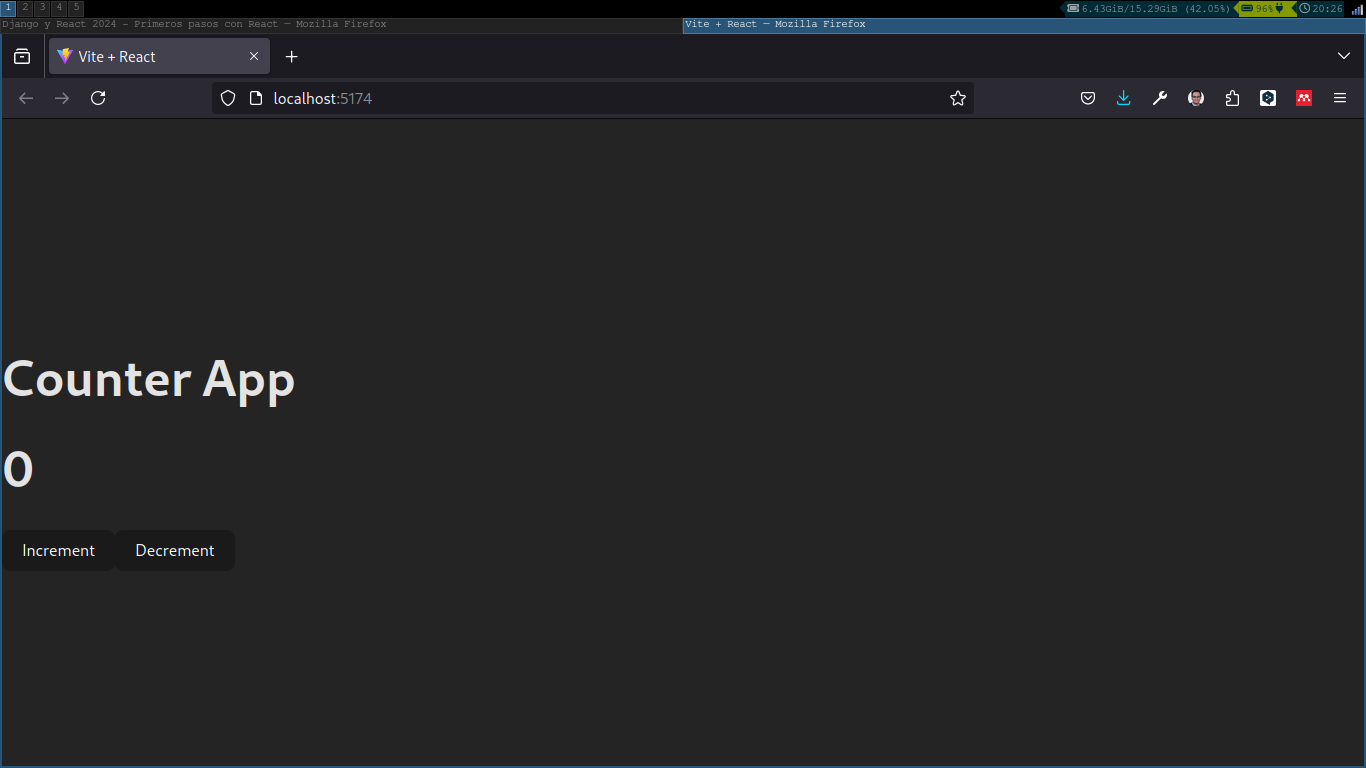 1 2 3 4 5 6.43GiB/15.29GiB (42.05%) 96% 20:26
Django y React 2024 - Primeros pasos con React — Mozilla Firefox Vite + React — Mozilla Firefox
Vite + React
localhost:5174
Counter App
0
Increment Decrement